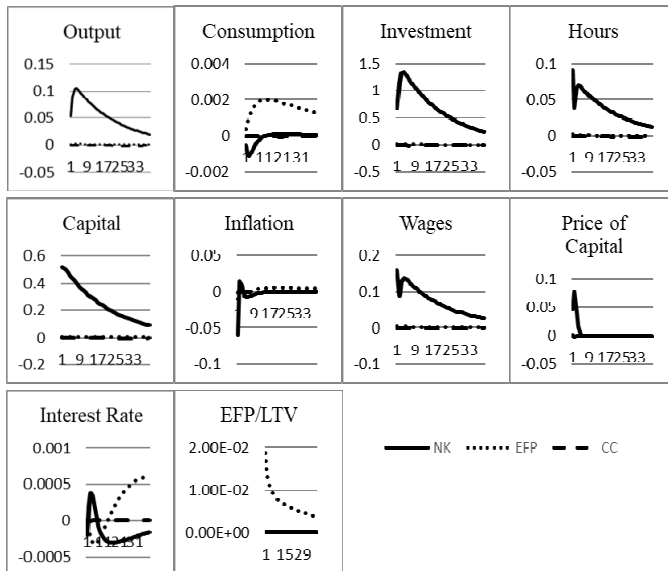 Output
0.15
0.1
0.05
0
-0.05
1 9 172533
Consumption
0.004
0.002
0
-0.002
1 112131
Investment
1.5
1
0.5
0
-0.5
1 9 172533
Hours
0.1
0.05
0
-0.05
1 9 172533
Capital
0.6
0.4
0.2
0
-0.2
1 9 172533
Inflation
0.05
0
-0.05
-0.1
9 172533
Wages
0.2
0.1
0
-0.1
1 9 172533
Price of
Capital
0.1
0.05
0
-0.05
1 9 172533
Interest Rate
0.001
0.0005
0
-0.0005
EFP/LTV
2.00E-02
1.00E-02
0.00E+00
1 1529
NK EFP CC